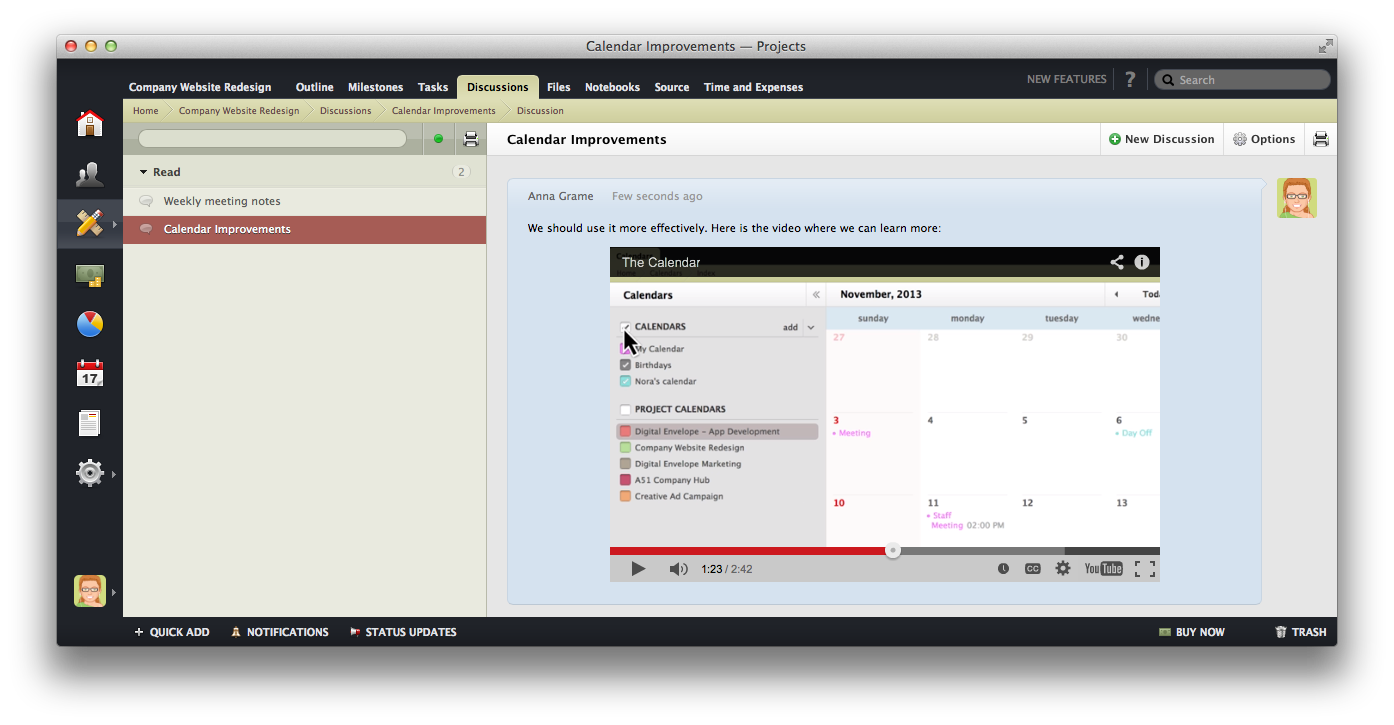 Calendar Improvements — Projects
Company Website Redesign Outline Milestones Tasks Discussions Files Notebooks Source Time and Expenses NEW FEATURES ? Search
Home Company Website Redesign Discussions Calendar Improvements Discussion
Calendar Improvements New Discussion Options
Read 2
Weekly meeting notes
Calendar Improvements
17
Anna Grame Few seconds ago
We should use it more effectively. Here is the video where we can learn more:
The Calendar
Calendars « November, 2013 Toda
sunday monday tuesday wedne
CALENDARS add
My Calendar
Birthdays
Nora's calendar
PROJECT CALENDARS
Digital Envelope – App Development
Company Website Redesign
Digital Envelope Marketing
A51 Company Hub
Creative Ad Campaign
27 28 29 30
3 4 5 6
• Meeting • Day Off
10 11 12 13
• Staff
Meeting 02:00 PM
1:23 / 2:42 CC YouTube
+ QUICK ADD NOTIFICATIONS STATUS UPDATES BUY NOW TRASH